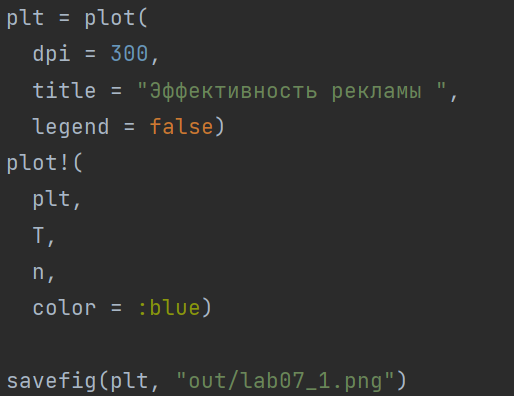 plt = plot(
  dpi = 300,
  title = "Эффективность рекламы ",
  legend = false)
plot!(
  plt,
  T,
  n,
  color = :blue)
savefig(plt, "out/lab07_1.png")